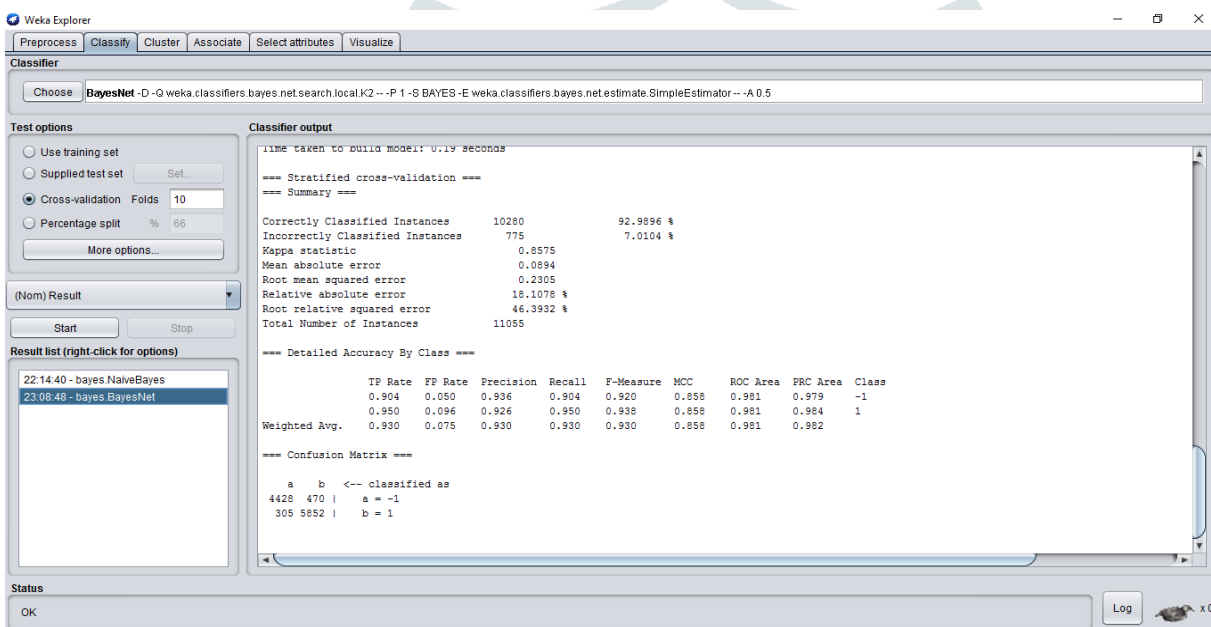 Weka Explorer
Preprocess Classify Cluster Associate Select attributes Visualize
Classifier
Choose BayesNet -D -Q weka.classifiers.bayes.net.search.local.K2 -- -P 1 -S BAYES -E weka.classifiers.bayes.net.estimate.SimpleEstimator -- -A 0.5
Test options
Use training set
Supplied test set Set...
Cross-validation Folds 10
Percentage split % 66
More options...
(Nom) Result
Start Stop
Result list (right-click for options)
22:14:40 - bayes.NaiveBayes
23:08:48 - bayes.BayesNet
Classifier output
Time taken to build model: 0.19 seconds
=== Stratified cross-validation ===
=== Summary ===
Correctly Classified Instances 10280 92.9896 %
Incorrectly Classified Instances 775 7.0104 %
Kappa statistic 0.8575
Mean absolute error 0.0894
Root mean squared error 0.2305
Relative absolute error 18.1078 %
Root relative squared error 46.3932 %
Total Number of Instances 11055
=== Detailed Accuracy By Class ===
TP Rate FP Rate Precision Recall F-Measure MCC ROC Area PRC Area Class
0.904 0.050 0.936 0.904 0.920 0.858 0.981 0.979 -1
0.950 0.096 0.926 0.950 0.938 0.858 0.981 0.984 1
Weighted Avg. 0.930 0.075 0.930 0.930 0.930 0.858 0.981 0.982
=== Confusion Matrix ===
a b <-- classified as
4428 470 | a = -1
305 5852 | b = 1
Status
OK
Log x 0